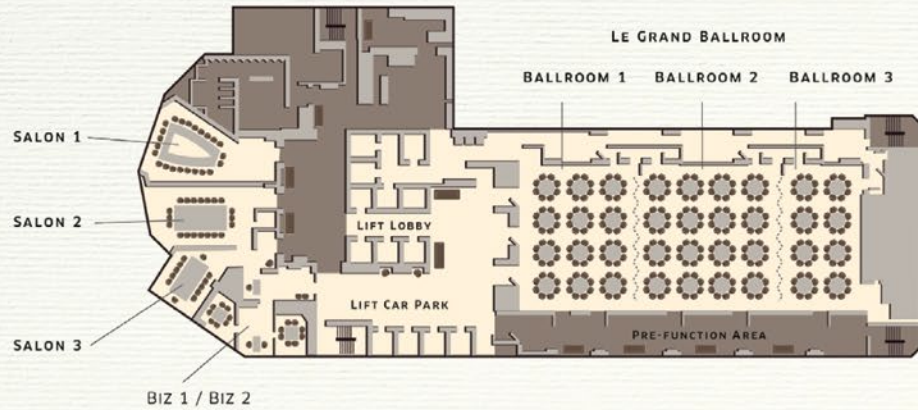 LE GRAND BALLROOM
BALLROOM 1
BALLROOM 2
BALLROOM 3
SALON 1
SALON 2
LIFT LOBBY
LIFT CAR PARK
SALON 3
PRE-FUNCTION AREA
BIZ 1 / BIZ 2